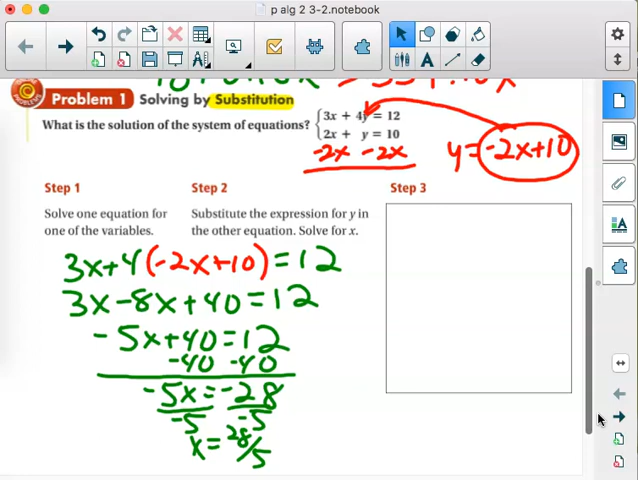 p alg 2 3-2.notebook
Problem 1 Solving by Substitution
What is the solution of the system of equations? { 3x + 4y = 12
2x + y = 10
-2x -2x
y = -2x+10
Step 1 Step 2 Step 3
Solve one equation for one of the variables.
Substitute the expression for y in the other equation. Solve for x.
3x+4(-2x+10)=12
3x-8x+40=12
-5x+40=12
-40 -40
-5x=-28
-5 -5
x=28/5